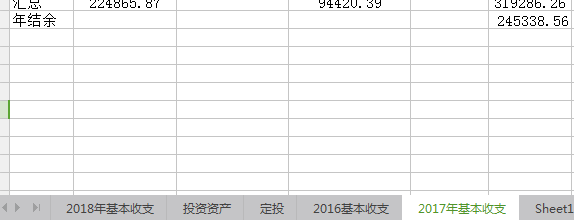 汇总 224865.87 94420.39 319286.26
年结余 245338.56
2018年基本收支 投资资产 定投 2016基本收支 2017年基本收支 Sheet1